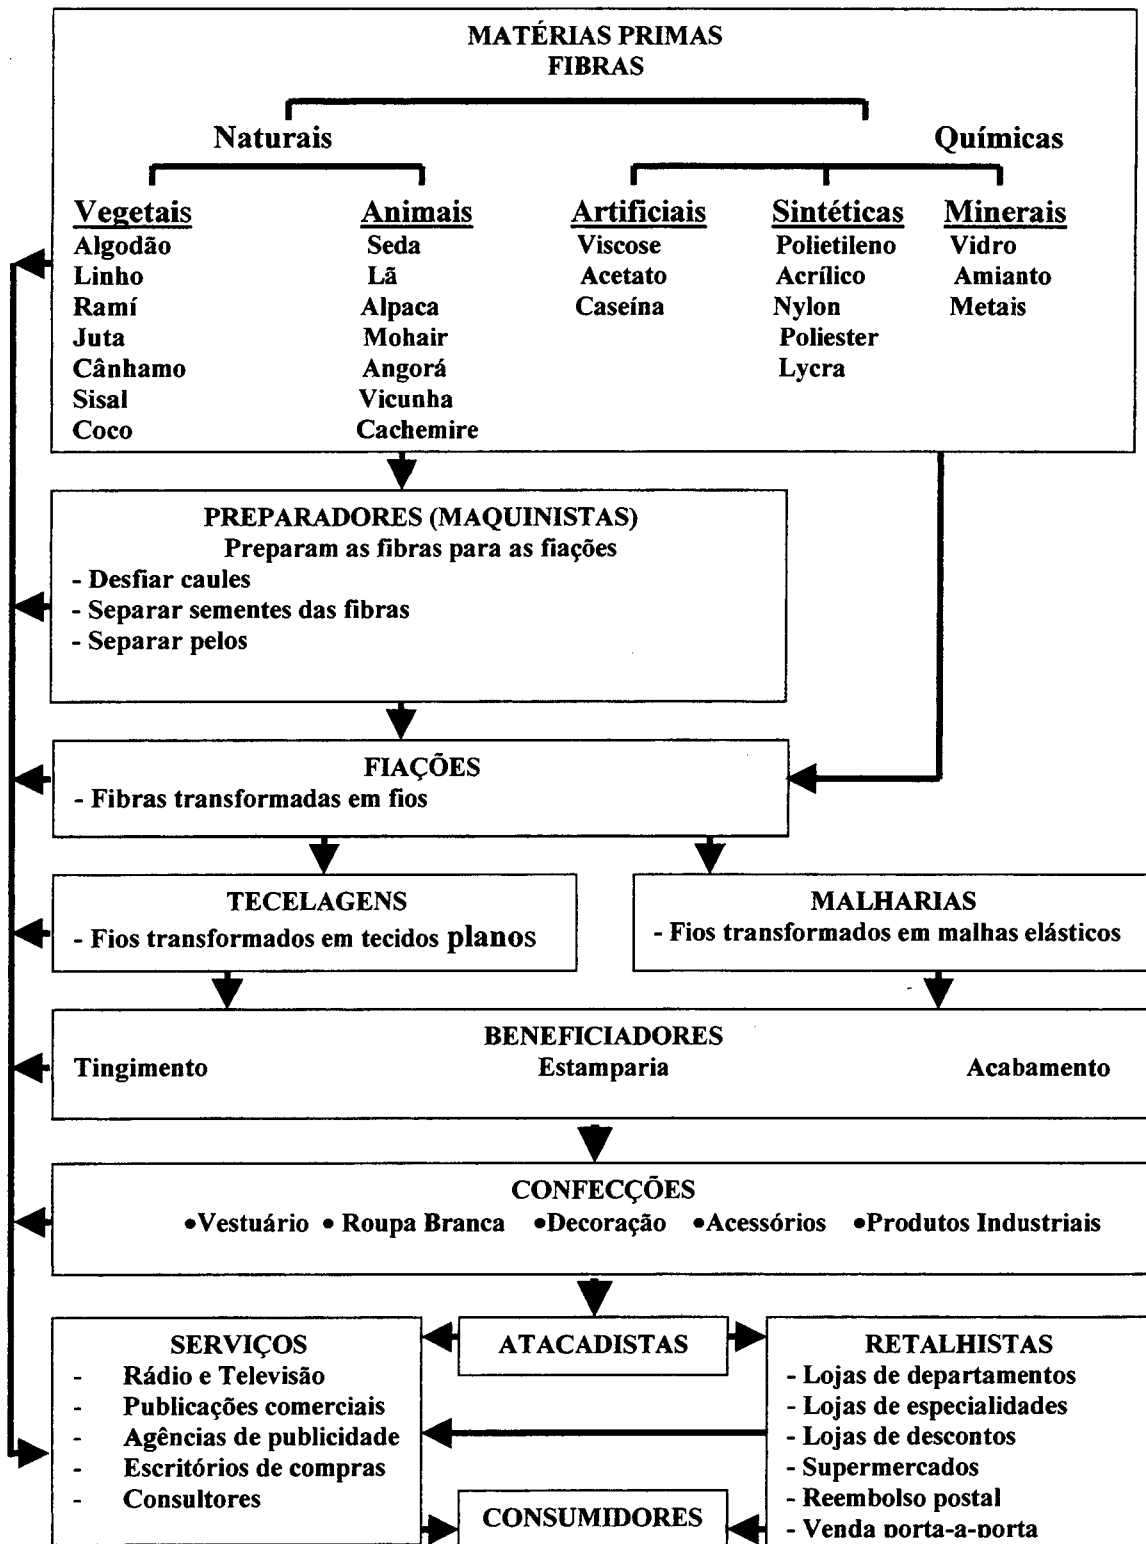 MATÉRIAS PRIMAS
FIBRAS
Naturais Químicas
Vegetais Animais Artificiais Sintéticas Minerais
Algodão Seda Viscose Polietileno Vidro
Linho Lã Acetato Acrílico Amianto
Ramí Alpaca Caseína Nylon Metais
Juta Mohair Poliester
Cânhamo Angorá Lycra
Sisal Vicunha
Coco Cachemire
PREPARADORES (MAQUINISTAS)
Preparam as fibras para as fiações
- Desfiar caules
- Separar sementes das fibras
- Separar pelos
FIAÇÕES
- Fibras transformadas em fios
TECELAGENS
- Fios transformados em tecidos planos
MALHARIAS
- Fios transformados em malhas elásticos
BENEFICIADORES
Tingimento Estamparia Acabamento
CONFECÇÕES
•Vestuário • Roupa Branca •Decoração •Acessórios •Produtos Industriais
SERVIÇOS
- Rádio e Televisão
- Publicações comerciais
- Agências de publicidade
- Escritórios de compras
- Consultores
ATACADISTAS
CONSUMIDORES
RETALHISTAS
- Lojas de departamentos
- Lojas de especialidades
- Lojas de descontos
- Supermercados
- Reembolso postal
- Venda porta-a-porta